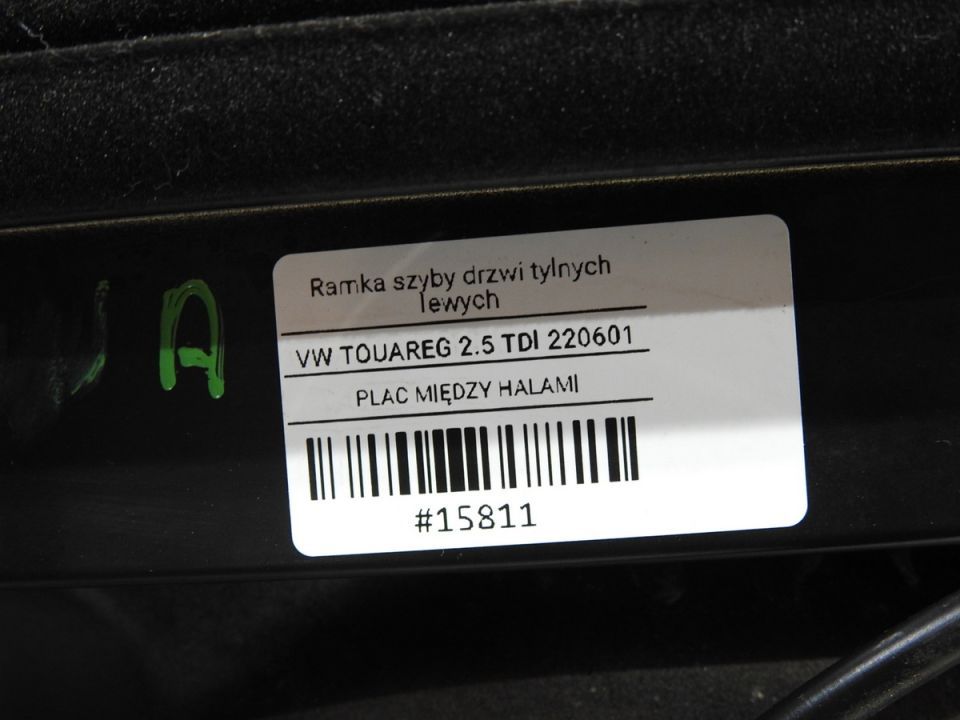 A
Ramka szyby drzwi tylnych
lewych
VW TOUAREG 2.5 TDI 220601
PLAC MIĘDZY HALAMI
#15811